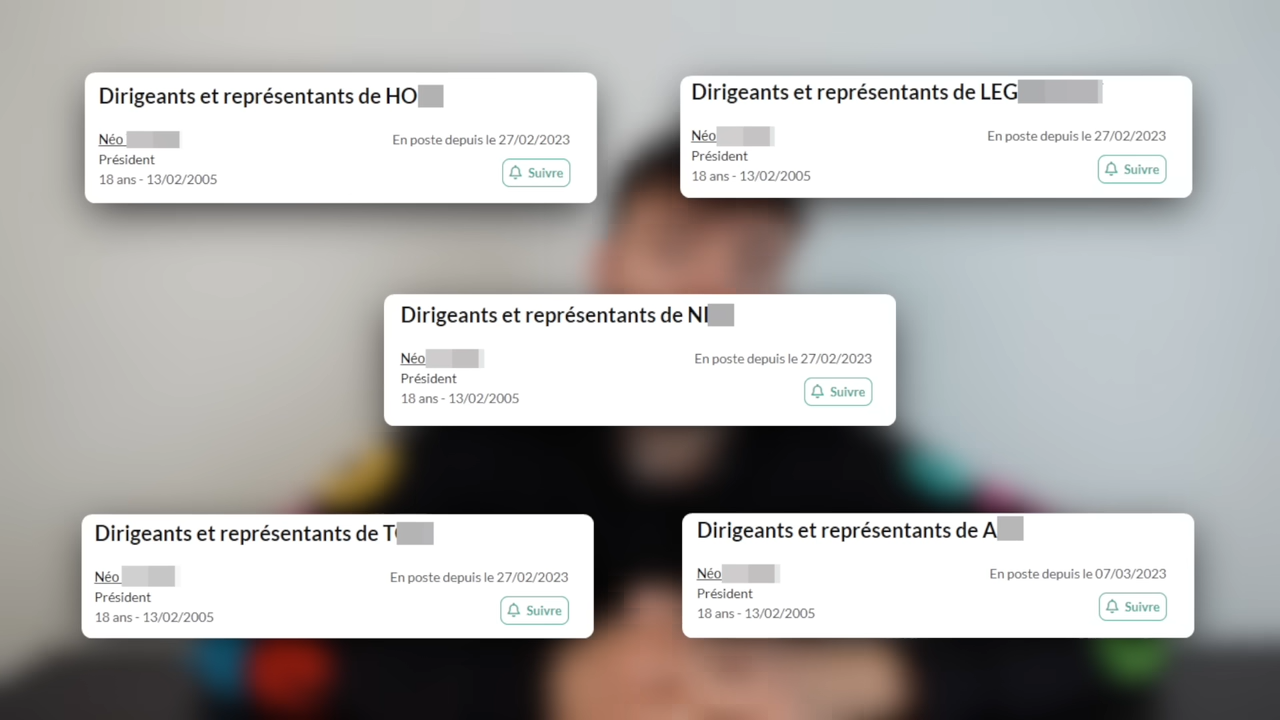 Dirigeants et représentants de HO
Néo
En poste depuis le 27/02/2023
Président
18 ans - 13/02/2005
Suivre
Dirigeants et représentants de LEG
Néo
En poste depuis le 27/02/2023
Président
18 ans - 13/02/2005
Suivre
Dirigeants et représentants de NI
Néo
En poste depuis le 27/02/2023
Président
18 ans - 13/02/2005
Suivre
Dirigeants et représentants de T
Néo
En poste depuis le 27/02/2023
Président
18 ans - 13/02/2005
Suivre
Dirigeants et représentants de A
Néo
En poste depuis le 07/03/2023
Président
18 ans - 13/02/2005
Suivre